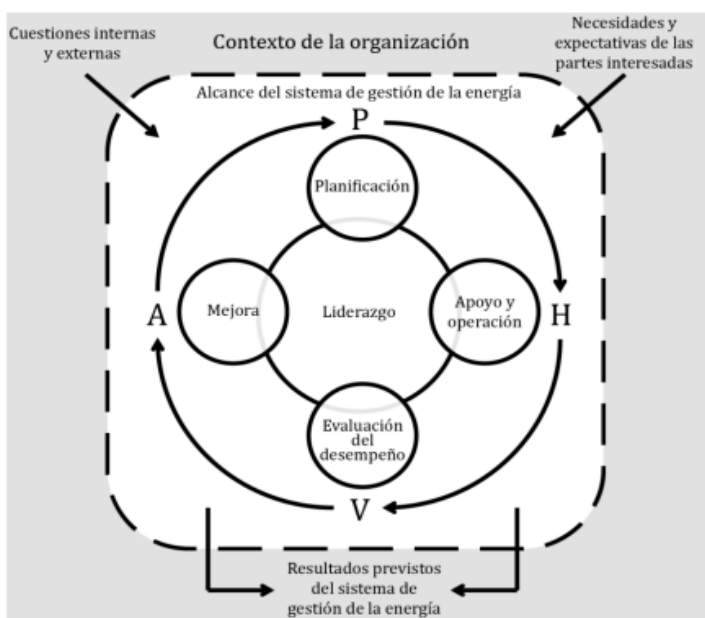 Cuestiones internas
y externas
Contexto de la organización
Necesidades y
expectativas de las
partes interesadas
Alcance del sistema de gestión de la energía
P
Planificación
A
Mejora
Liderazgo
Apoyo y
operación
H
Evaluación
del
desempeño
V
Resultados previstos
del sistema de
gestión de la energía